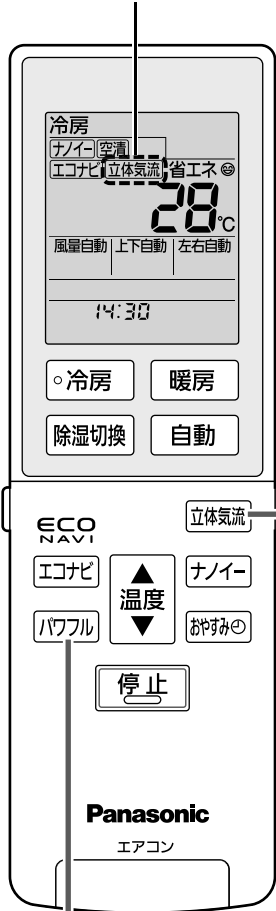 冷房
ナノイー 空清
エコナビ 立体気流 省エネ
28℃
風量自動 上下自動 左右自動
14:30
冷房 暖房
除湿切換 自動
立体気流
ECO
NAVI
エコナビ 温度 ナノイー
パワフル おやすみ
停止
Panasonic
エアコン